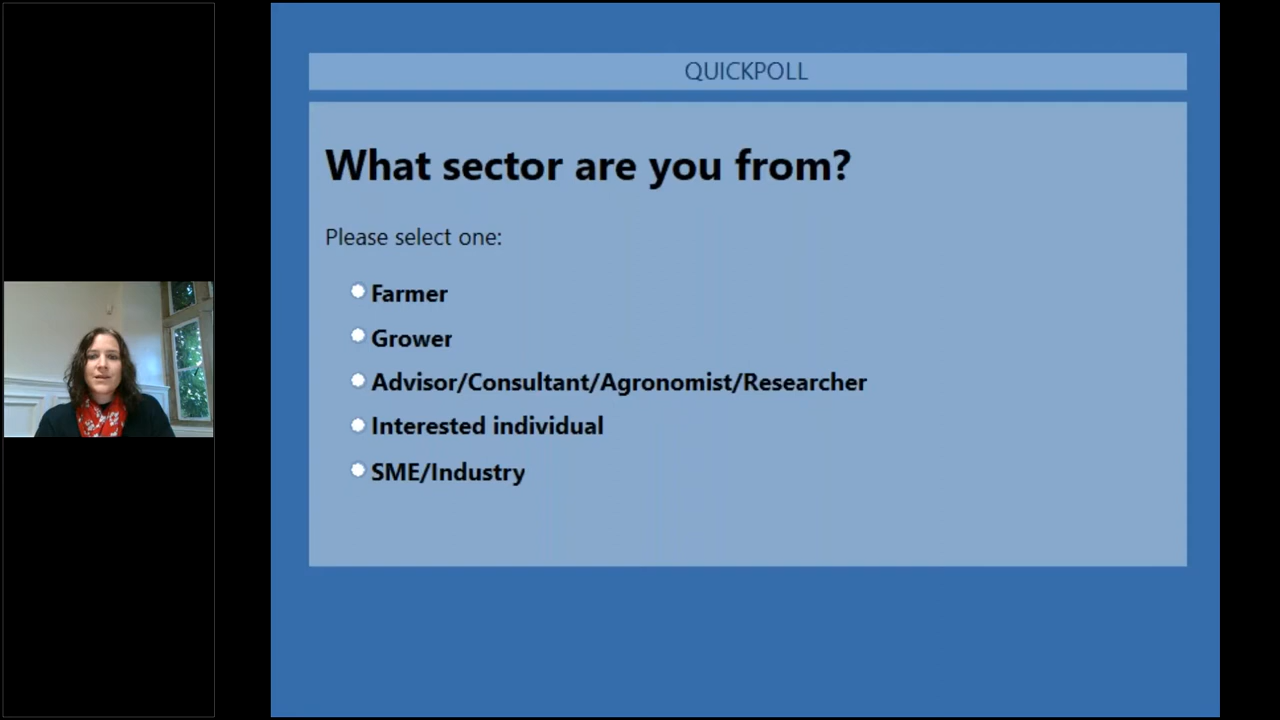 QUICKPOLL
What sector are you from?
Please select one:
Farmer
Grower
Advisor/Consultant/Agronomist/Researcher
Interested individual
SME/Industry